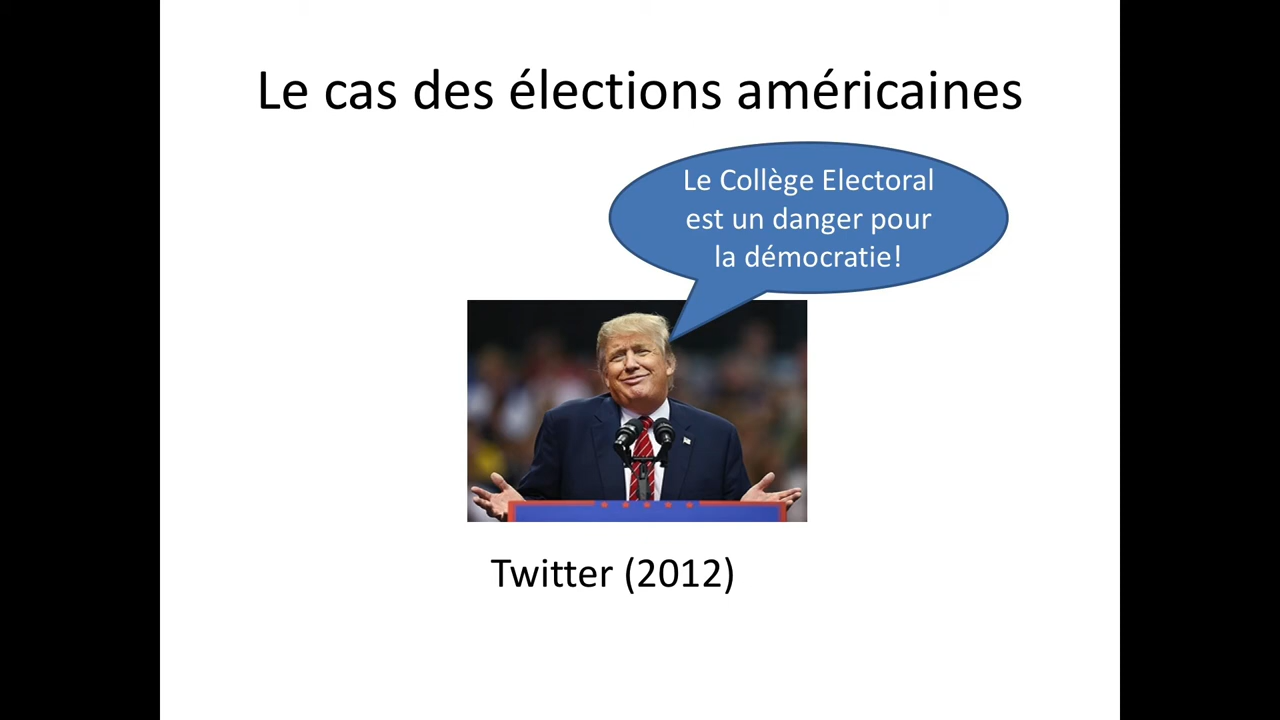 Le cas des élections américaines
Le Collège Electoral
est un danger pour
la démocratie!
Twitter (2012)